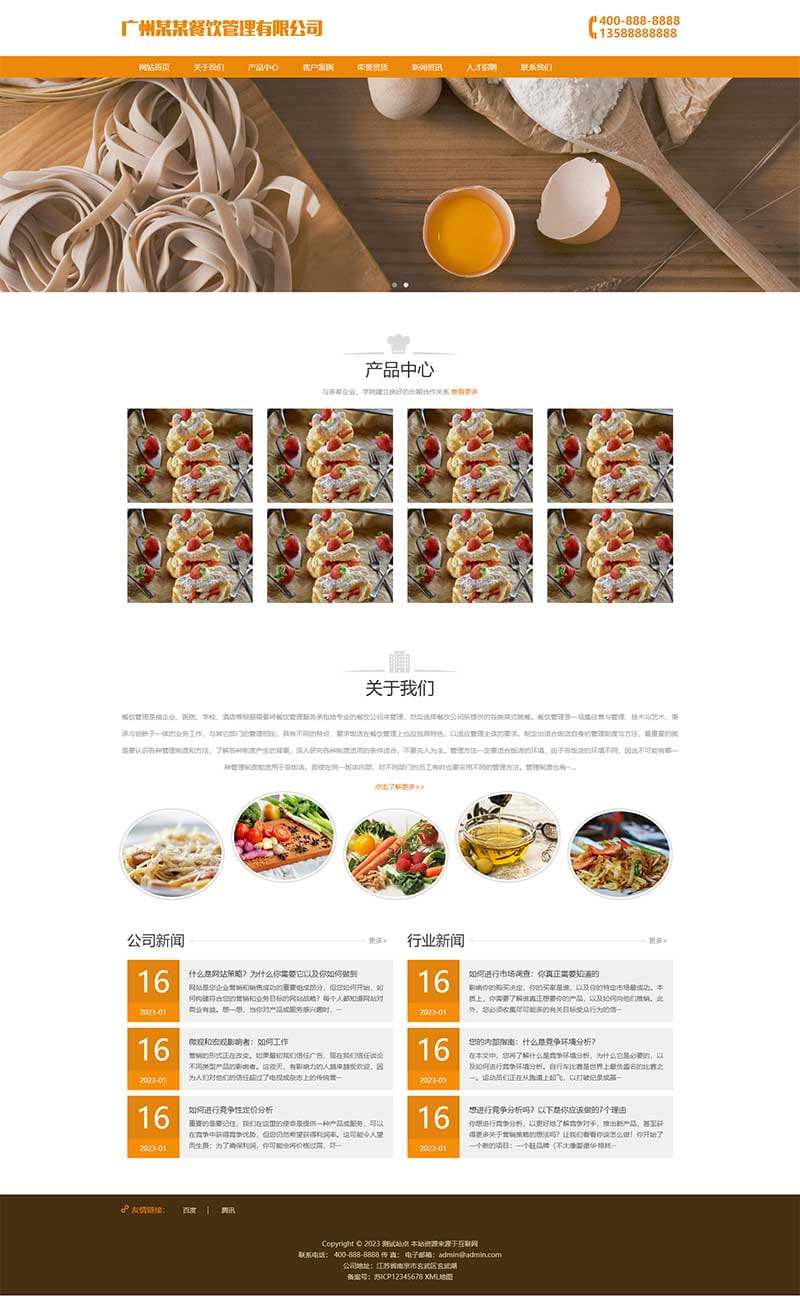 广州某某餐饮管理有限公司
400-888-8888
13588888888
网站首页 关于我们 产品中心 客户案例 荣誉资质 新闻资讯 人才招聘 联系我们
产品中心
与多家企业、学院建立良好的长期合作关系 查看更多
关于我们
餐饮管理是指企业、医院、学校、酒店等根据需要将餐饮管理服务承包给专业的餐饮公司来管理，然后选择餐饮公司所提供的各类菜式就餐。餐饮管理是一项集经营与管理、技术与艺术、秉
承与创新于一体的业务工作，与其它部门的管理相比，具有不同的特点，要求饭店在餐饮管理上也应独具特色，以适应管理主体的要求。制定出适合饭店自身的管理制度与方法，最重要的就
是要认识各种管理制度和方法，了解各种制度产生的背景，深入研究各种制度适用的条件适合，不要先入为主。管理方法一定要适合饭店的环境，由于各饭店的环境不同，因此不可能有哪一
种管理制度能适用于各饭店。即使在同一饭店内部，对不同部门的员工有时也要采用不同的管理方法。管理制度也有一...
点击了解更多>>
公司新闻 更多>
16
2023-01
什么是网站策略？为什么你需要它以及你如何做到
网站是您企业营销和销售成功的重要组成部分，但您如何开始，如
何构建符合您的营销和业务目标的网站战略？每个人都知道网站对
商业有益。想一想，当你对产品或服务感兴趣时，一
16
2023-01
微观和宏观影响者：如何工作
营销的形式正在改变。如果最初我们信任广告，现在我们信任谈论
不同类型产品的影响者。这些天，有影响力的人越来越受欢迎，因
为人们对他们的信任超过了电视或杂志上的传统营一
16
2023-01
如何进行竞争性定价分析
重要的是要记住，我们在这里的使命是提供一种产品或服务，可以
在竞争中获得竞争优势，但您仍然希望获得利润率。这可能令人望
而生畏：为了确保利润，你可能会将价格过高，吓一
行业新闻 更多>
16
2023-01
如何进行市场调查：你真正需要知道的
影响你的购买决定，你的买家是谁，以及你的特定市场最成功。本
质上，你需要了解谁真正想要你的产品，以及如何向他们推销。此
外，您必须收集尽可能多的有关目标受众行为的信一
16
2023-01
您的内部指南：什么是竞争环境分析？
在本文中，您将了解什么是竞争环境分析，为什么它是必要的，以
及如何进行竞争环境分析。自行车比赛是世界上最负盛名的比赛之
一。运动员们正在从跑道上起飞，以打破纪录或赢一
16
2023-01
想进行竞争分析吗？以下是你应该做的7个理由
你想进行竞争分析，以更好地了解竞争对手，推出新产品，甚至获
得更多关于营销策略的想法吗？让我们看看你该怎么做！你开始了
一个新的项目：一个鞋品牌（不太像盖德华·格林一
友情链接： 百度 | 腾讯
Copyright © 2023 测试站点 本站资源来源于互联网
联系电话： 400-888-8888 传 真： 电子邮箱：admin@admin.com
公司地址：江苏省南京市玄武区玄武湖
备案号：苏ICP12345678 XML地图